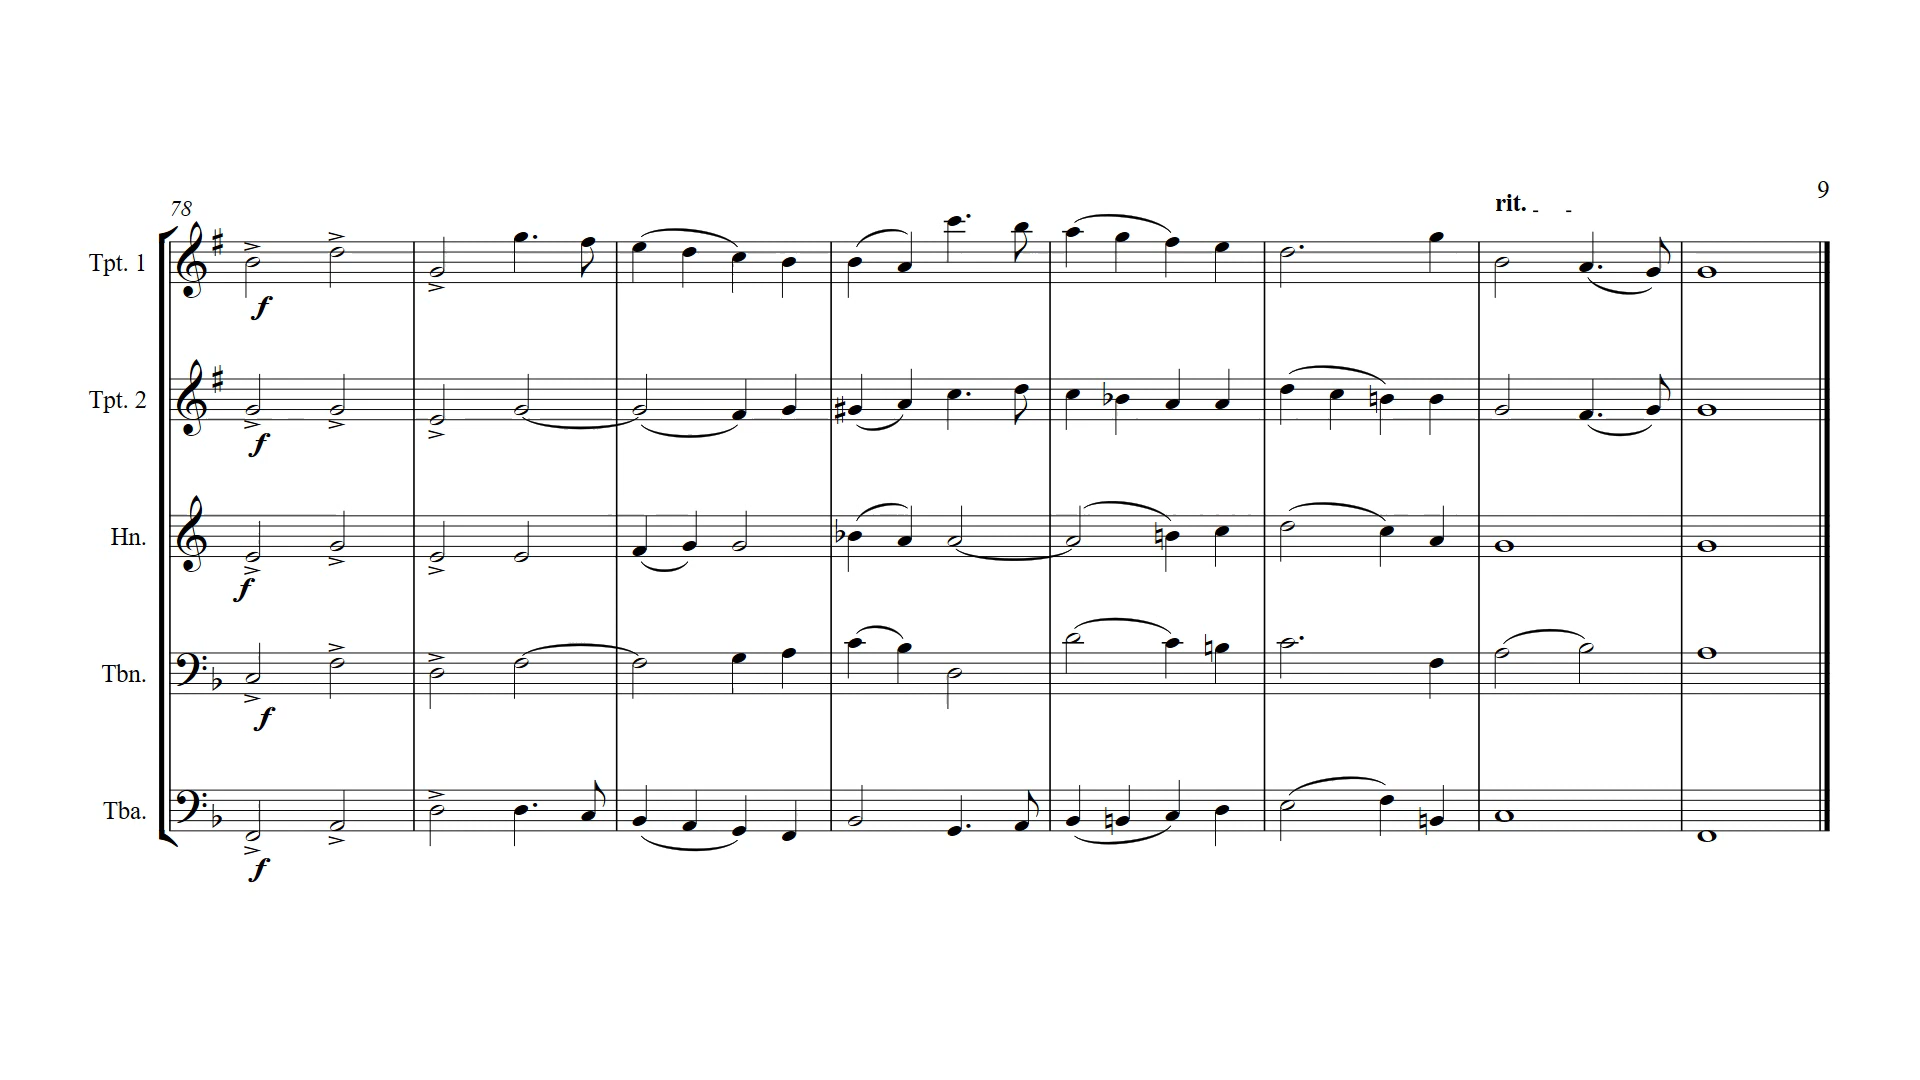 9
rit. - -
78
Tpt. 1
f
Tpt. 2
f
Hn.
f
Tbn.
f
Tba.
f